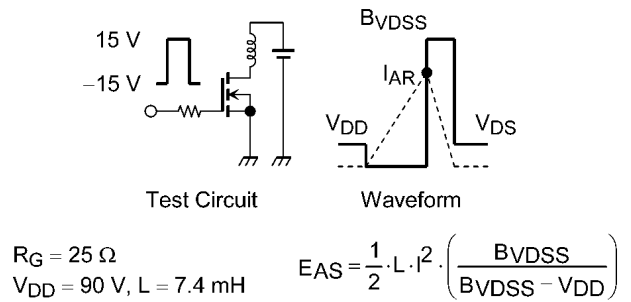 15 V
−15 V
BVDSS
IAR
VDD
VDS
Test Circuit
Waveform
RG = 25 Ω
VDD = 90 V, L = 7.4 mH
EAS = 1/2 · L · I² · (BVDSS / (BVDSS − VDD))